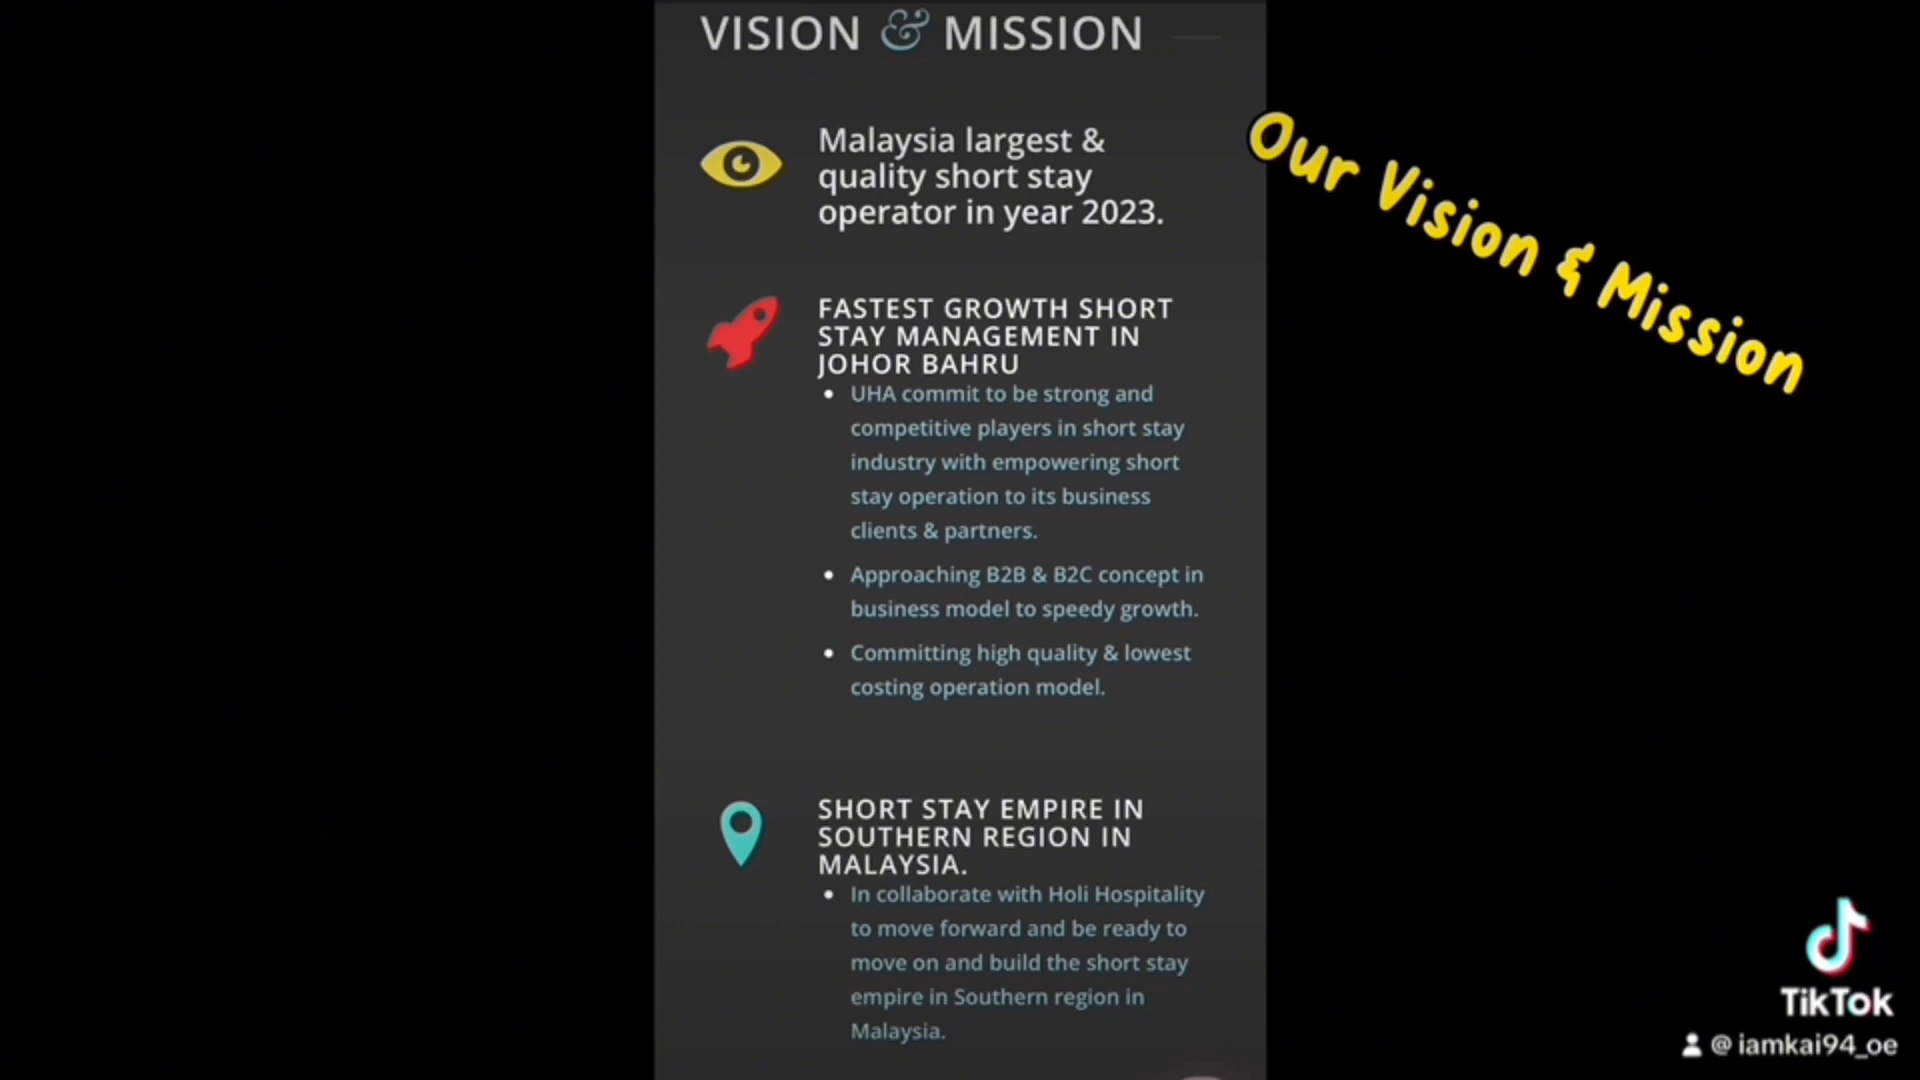 VISION & MISSION
Malaysia largest &
quality short stay
operator in year 2023.
FASTEST GROWTH SHORT
STAY MANAGEMENT IN
JOHOR BAHRU
UHA commit to be strong and
competitive players in short stay
industry with empowering short
stay operation to its business
clients & partners.
Approaching B2B & B2C concept in
business model to speedy growth.
Committing high quality & lowest
costing operation model.
SHORT STAY EMPIRE IN
SOUTHERN REGION IN
MALAYSIA.
In collaborate with Holi Hospitality
to move forward and be ready to
move on and build the short stay
empire in Southern region in
Malaysia.
Our Vision & Mission
TikTok
@iamkai94_oe